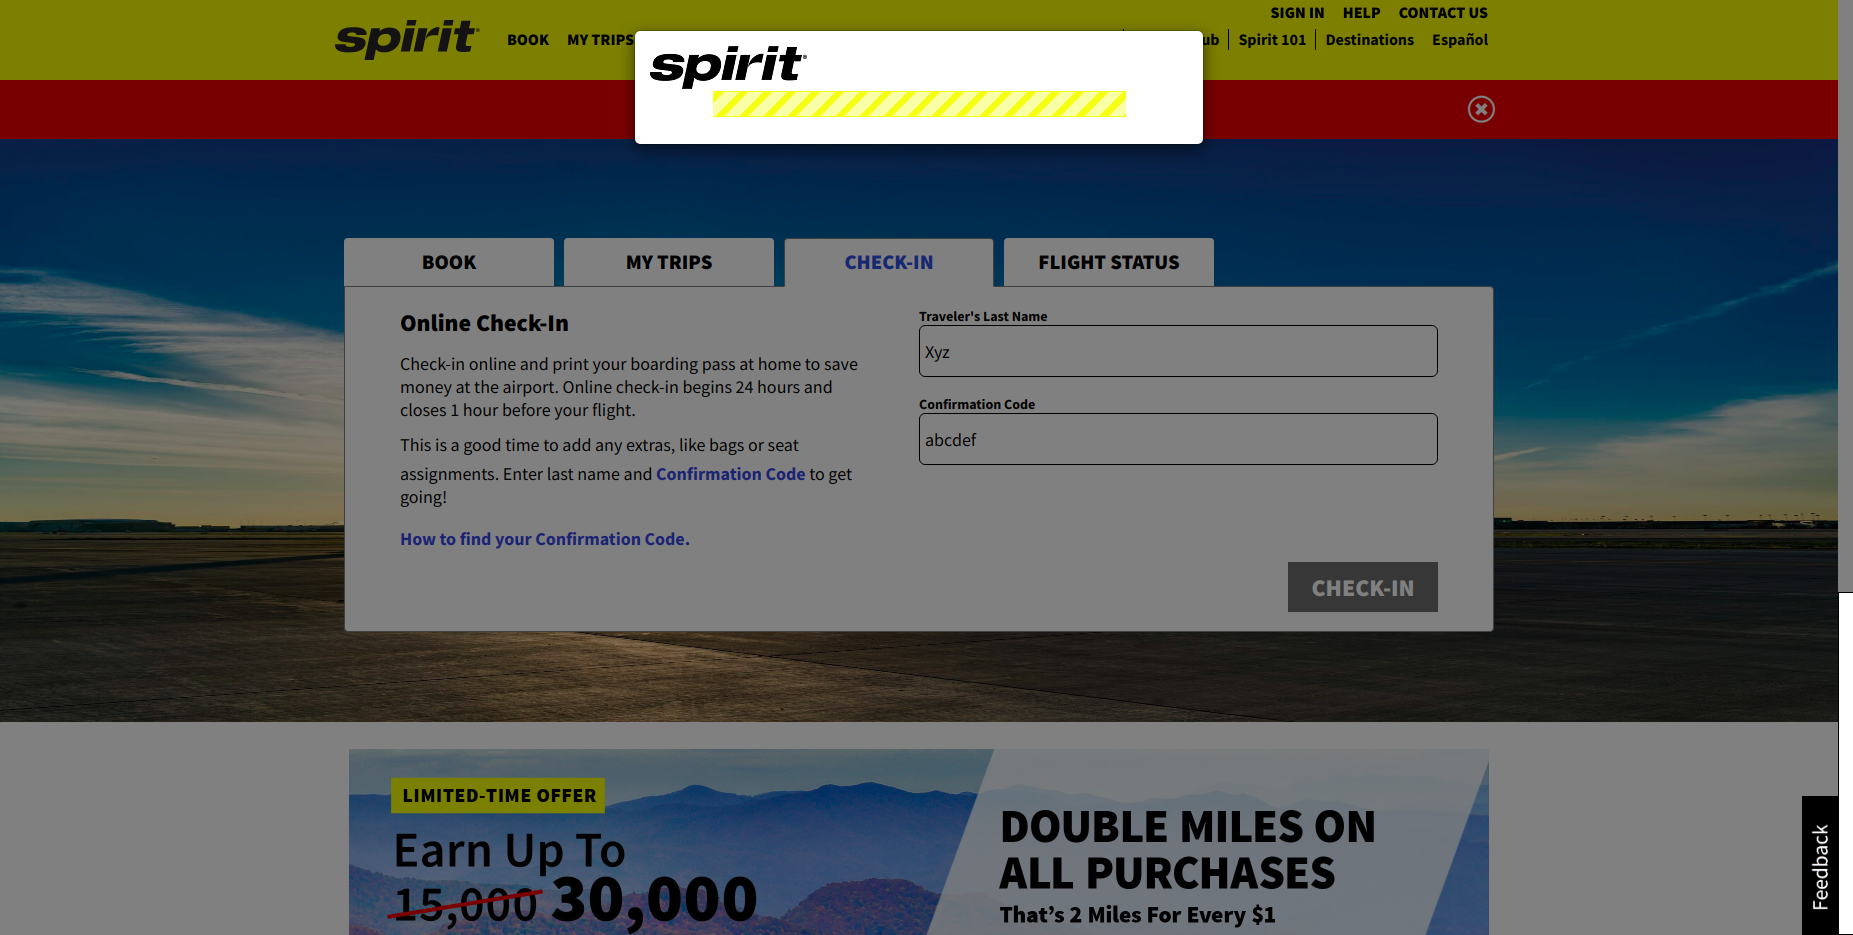 SIGN IN HELP CONTACT US
spirit BOOK MY TRIPS Spirit 101 Destinations Español
spirit
BOOK MY TRIPS CHECK-IN FLIGHT STATUS
Online Check-In
Check-in online and print your boarding pass at home to save
money at the airport. Online check-in begins 24 hours and
closes 1 hour before your flight.
This is a good time to add any extras, like bags or seat
assignments. Enter last name and Confirmation Code to get
going!
How to find your Confirmation Code.
Traveler's Last Name
Xyz
Confirmation Code
abcdef
CHECK-IN
LIMITED-TIME OFFER
Earn Up To
15,000 30,000
DOUBLE MILES ON
ALL PURCHASES
That's 2 Miles For Every $1
Feedback